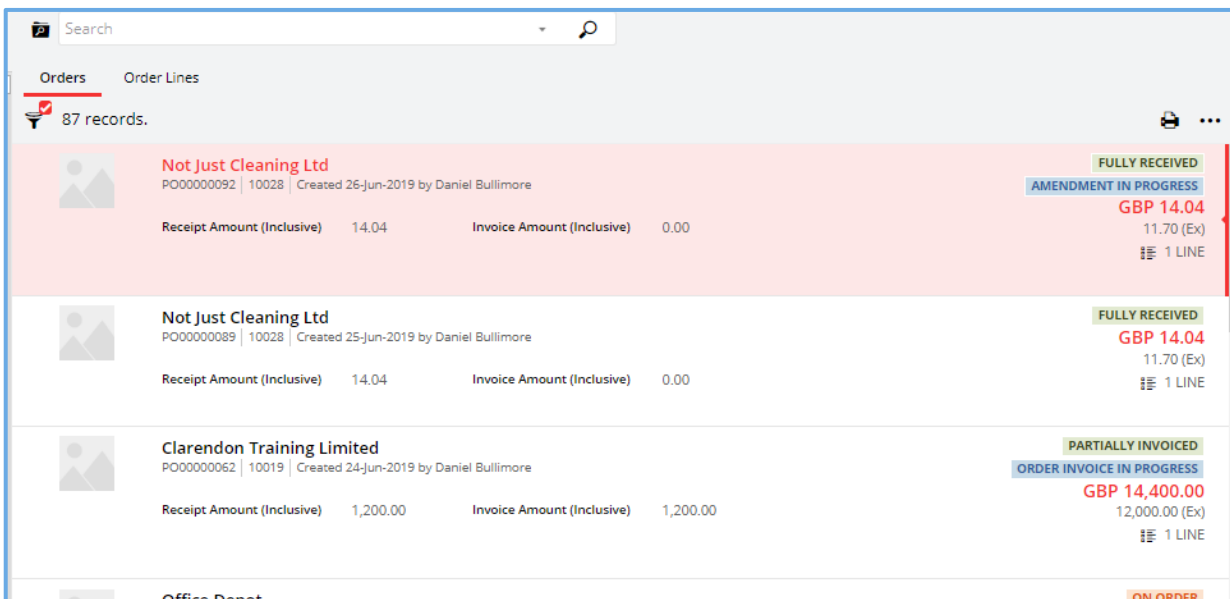 Search
Orders Order Lines
87 records.
Not Just Cleaning Ltd FULLY RECEIVED
PO00000092 10028 Created 26-Jun-2019 by Daniel Bullimore AMENDMENT IN PROGRESS
GBP 14.04
Receipt Amount (Inclusive) 14.04 Invoice Amount (Inclusive) 0.00 11.70 (Ex)
1 LINE
Not Just Cleaning Ltd FULLY RECEIVED
PO00000089 10028 Created 25-Jun-2019 by Daniel Bullimore GBP 14.04
11.70 (Ex)
Receipt Amount (Inclusive) 14.04 Invoice Amount (Inclusive) 0.00 1 LINE
Clarendon Training Limited PARTIALLY INVOICED
PO00000062 10019 Created 24-Jun-2019 by Daniel Bullimore ORDER INVOICE IN PROGRESS
GBP 14,400.00
Receipt Amount (Inclusive) 1,200.00 Invoice Amount (Inclusive) 1,200.00 12,000.00 (Ex)
1 LINE
Office Depot ON ORDER